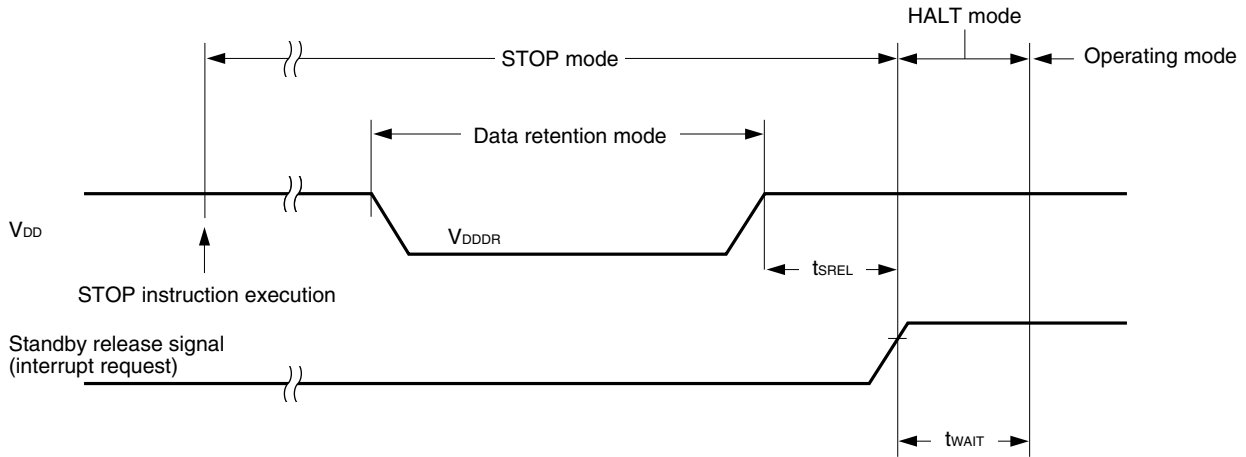 HALT mode
STOP mode
Operating mode
Data retention mode
VDD
VDDDR
tSREL
STOP instruction execution
Standby release signal
(interrupt request)
tWAIT